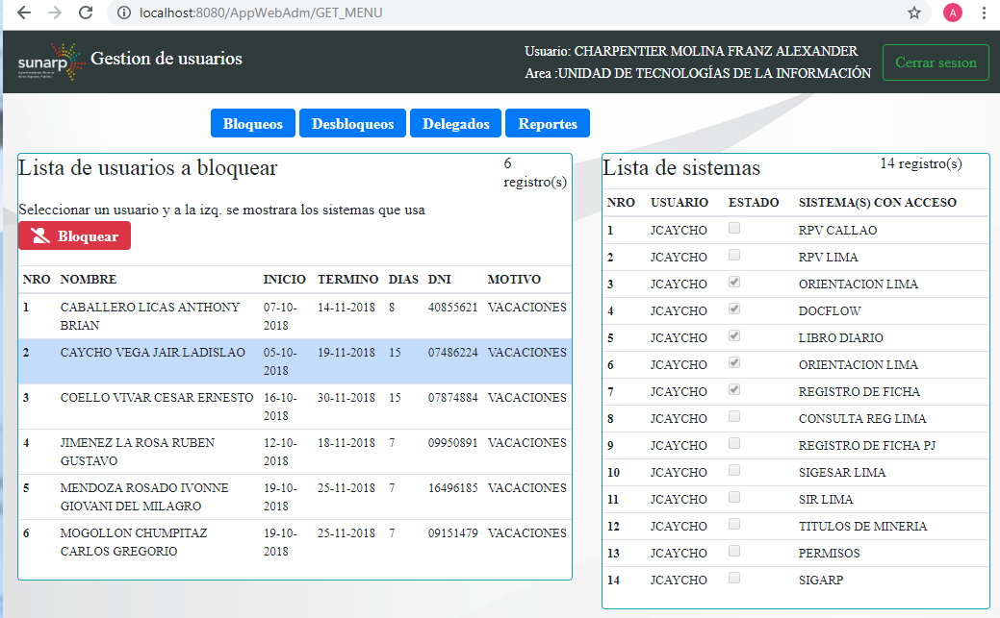 localhost:8080/AppWebAdm/GET_MENU
A
sunarp
Gestion de usuarios
Usuario: CHARPENTIER MOLINA FRANZ ALEXANDER
Area :UNIDAD DE TECNOLOGÍAS DE LA INFORMACIÓN
Cerrar sesion
Bloqueos Desbloqueos Delegados Reportes
Lista de usuarios a bloquear
6
registro(s)
Seleccionar un usuario y a la izq. se mostrara los sistemas que usa
Bloquear
NRO NOMBRE INICIO TERMINO DIAS DNI MOTIVO
1 CABALLERO LICAS ANTHONY 07-10- 14-11-2018 8 40855621 VACACIONES
BRIAN 2018
2 CAYCHO VEGA JAIR LADISLAO 05-10- 19-11-2018 15 07486224 VACACIONES
2018
3 COELLO VIVAR CESAR ERNESTO 16-10- 30-11-2018 15 07874884 VACACIONES
2018
4 JIMENEZ LA ROSA RUBEN 12-10- 18-11-2018 7 09950891 VACACIONES
GUSTAVO 2018
5 MENDOZA ROSADO IVONNE 19-10- 25-11-2018 7 16496185 VACACIONES
GIOVANI DEL MILAGRO 2018
6 MOGOLLON CHUMPITAZ 19-10- 25-11-2018 7 09151479 VACACIONES
CARLOS GREGORIO 2018
Lista de sistemas
14 registro(s)
NRO USUARIO ESTADO SISTEMA(S) CON ACCESO
1 JCAYCHO RPV CALLAO
2 JCAYCHO RPV LIMA
3 JCAYCHO ORIENTACION LIMA
4 JCAYCHO DOCFLOW
5 JCAYCHO LIBRO DIARIO
6 JCAYCHO ORIENTACION LIMA
7 JCAYCHO REGISTRO DE FICHA
8 JCAYCHO CONSULTA REG LIMA
9 JCAYCHO REGISTRO DE FICHA PJ
10 JCAYCHO SIGESAR LIMA
11 JCAYCHO SIR LIMA
12 JCAYCHO TITULOS DE MINERIA
13 JCAYCHO PERMISOS
14 JCAYCHO SIGARP